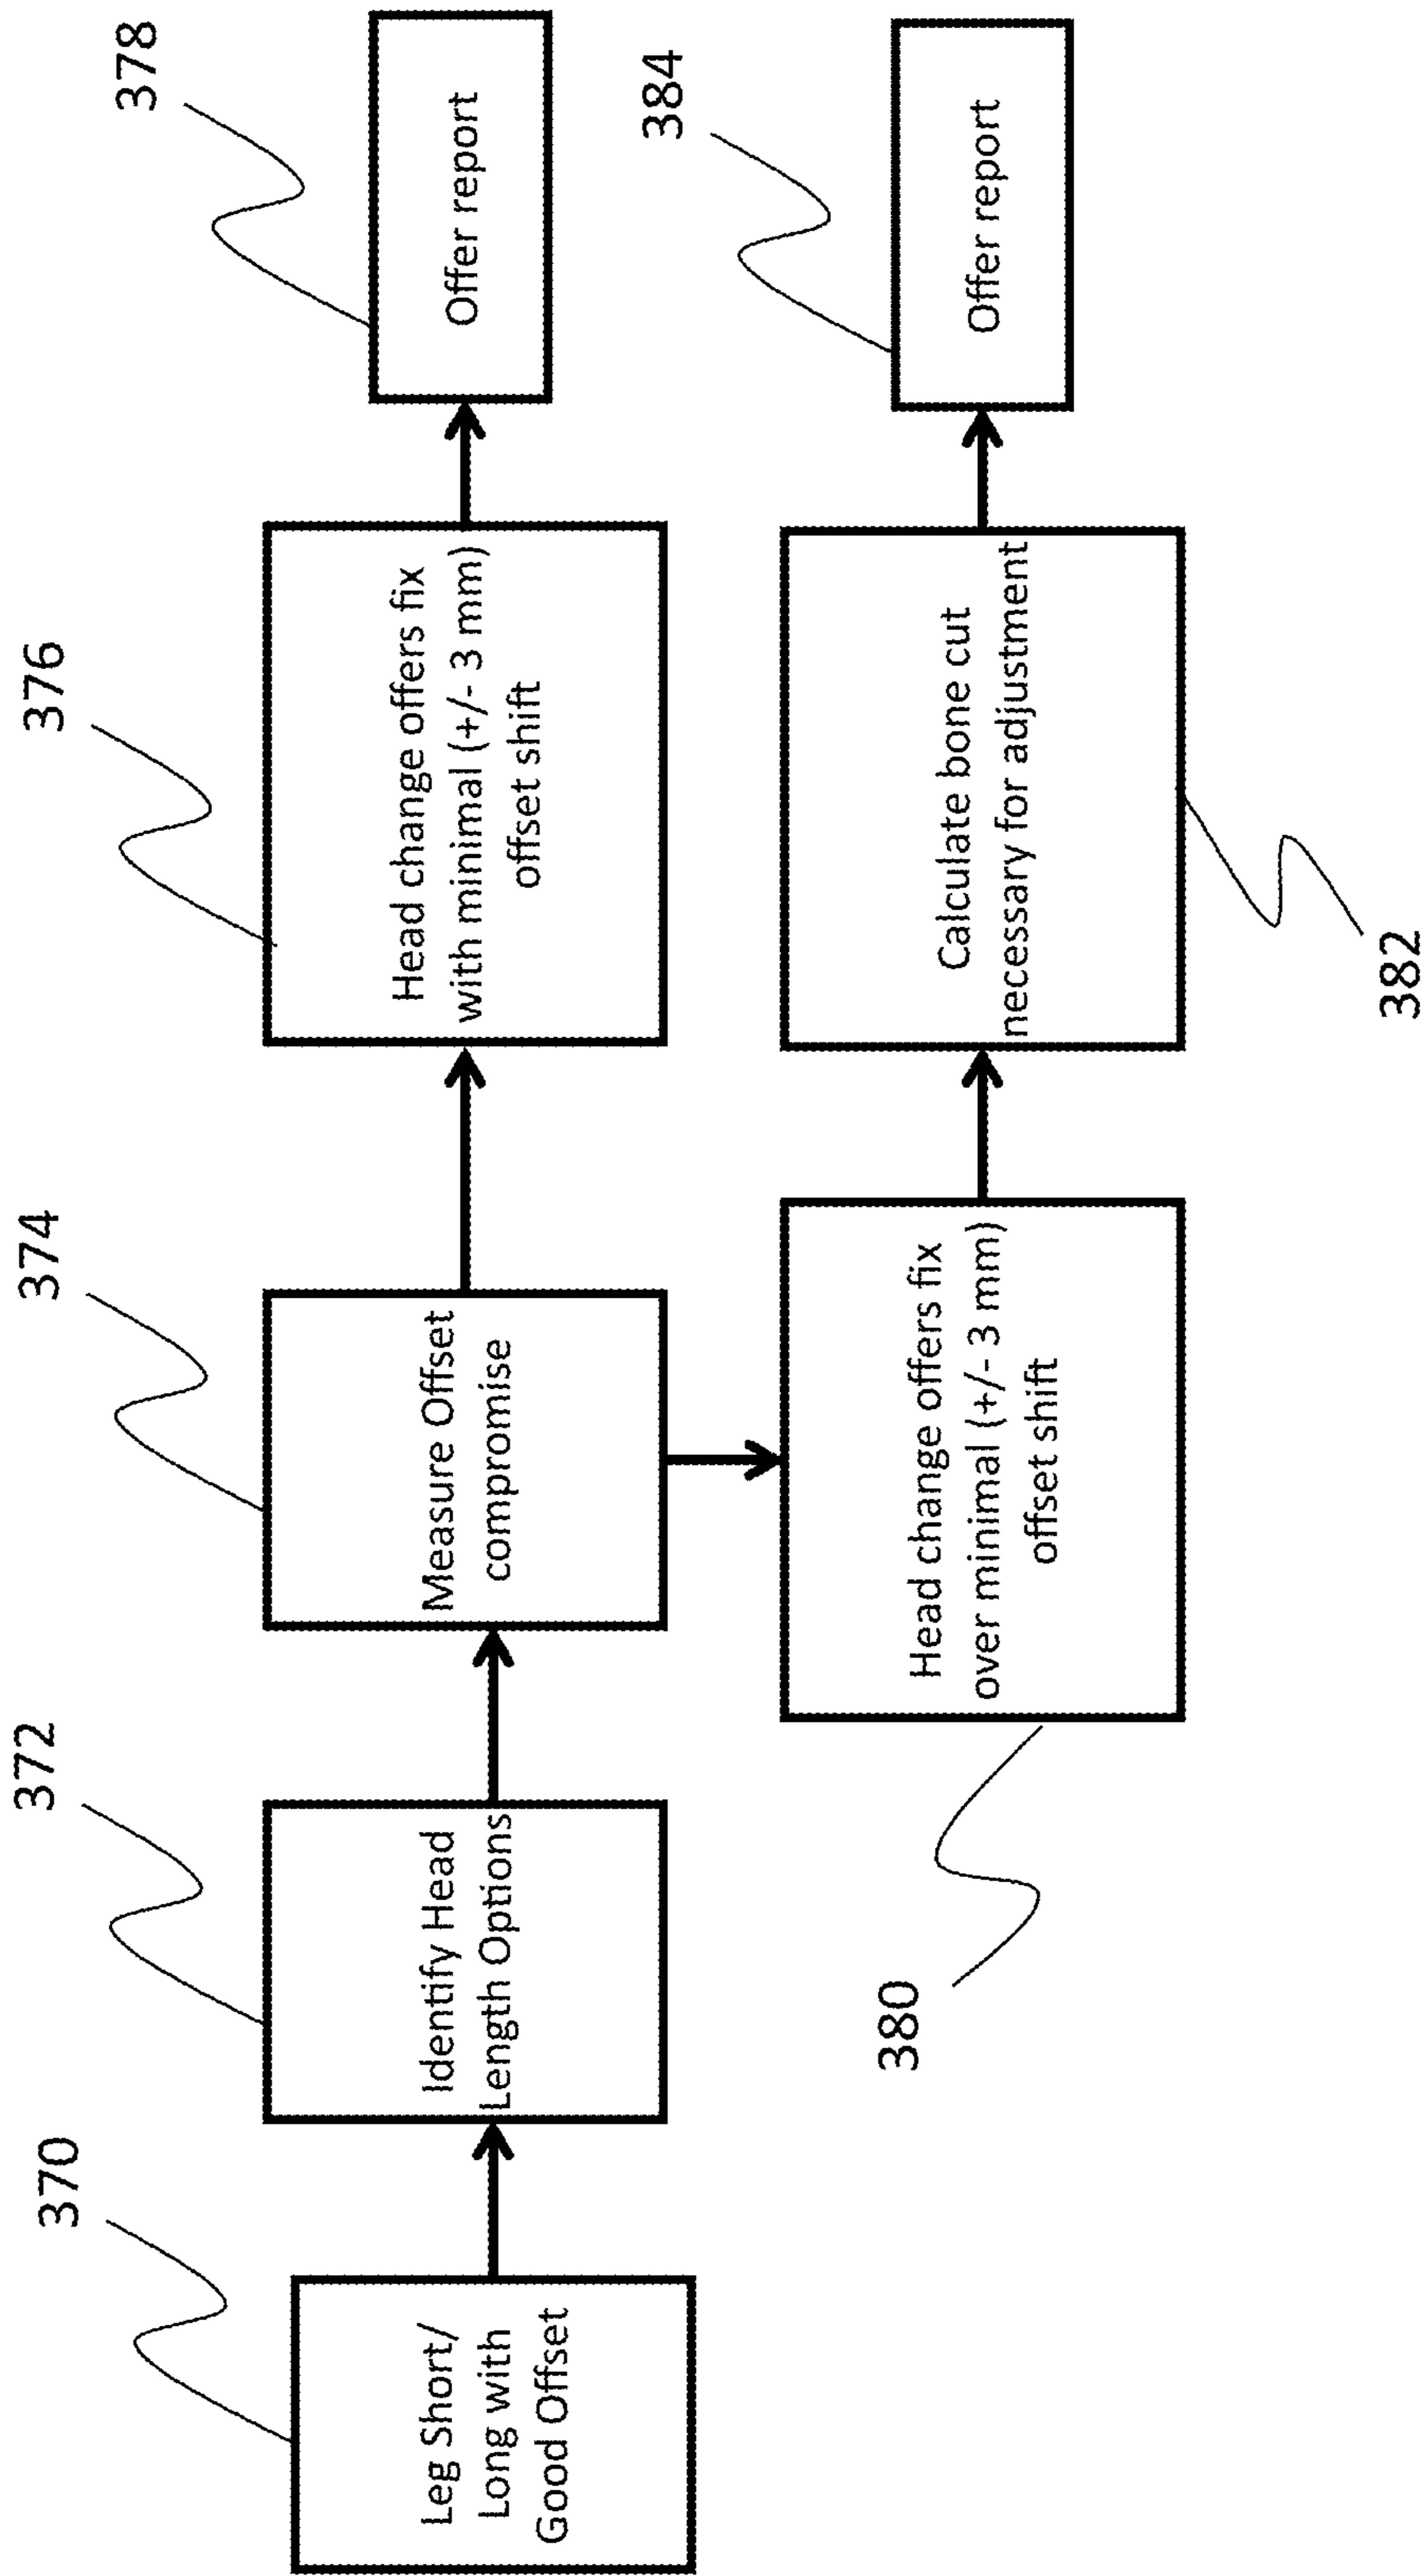 370
Leg Short/
Long with
Good Offset
372
Identify Head
Length Options
374
Measure Offset
compromise
376
Head change offers fix
with minimal (+/- 3 mm)
offset shift
378
Offer report
380
Head change offers fix
over minimal (+/- 3 mm)
offset shift
382
Calculate bone cut
necessary for adjustment
384
Offer report